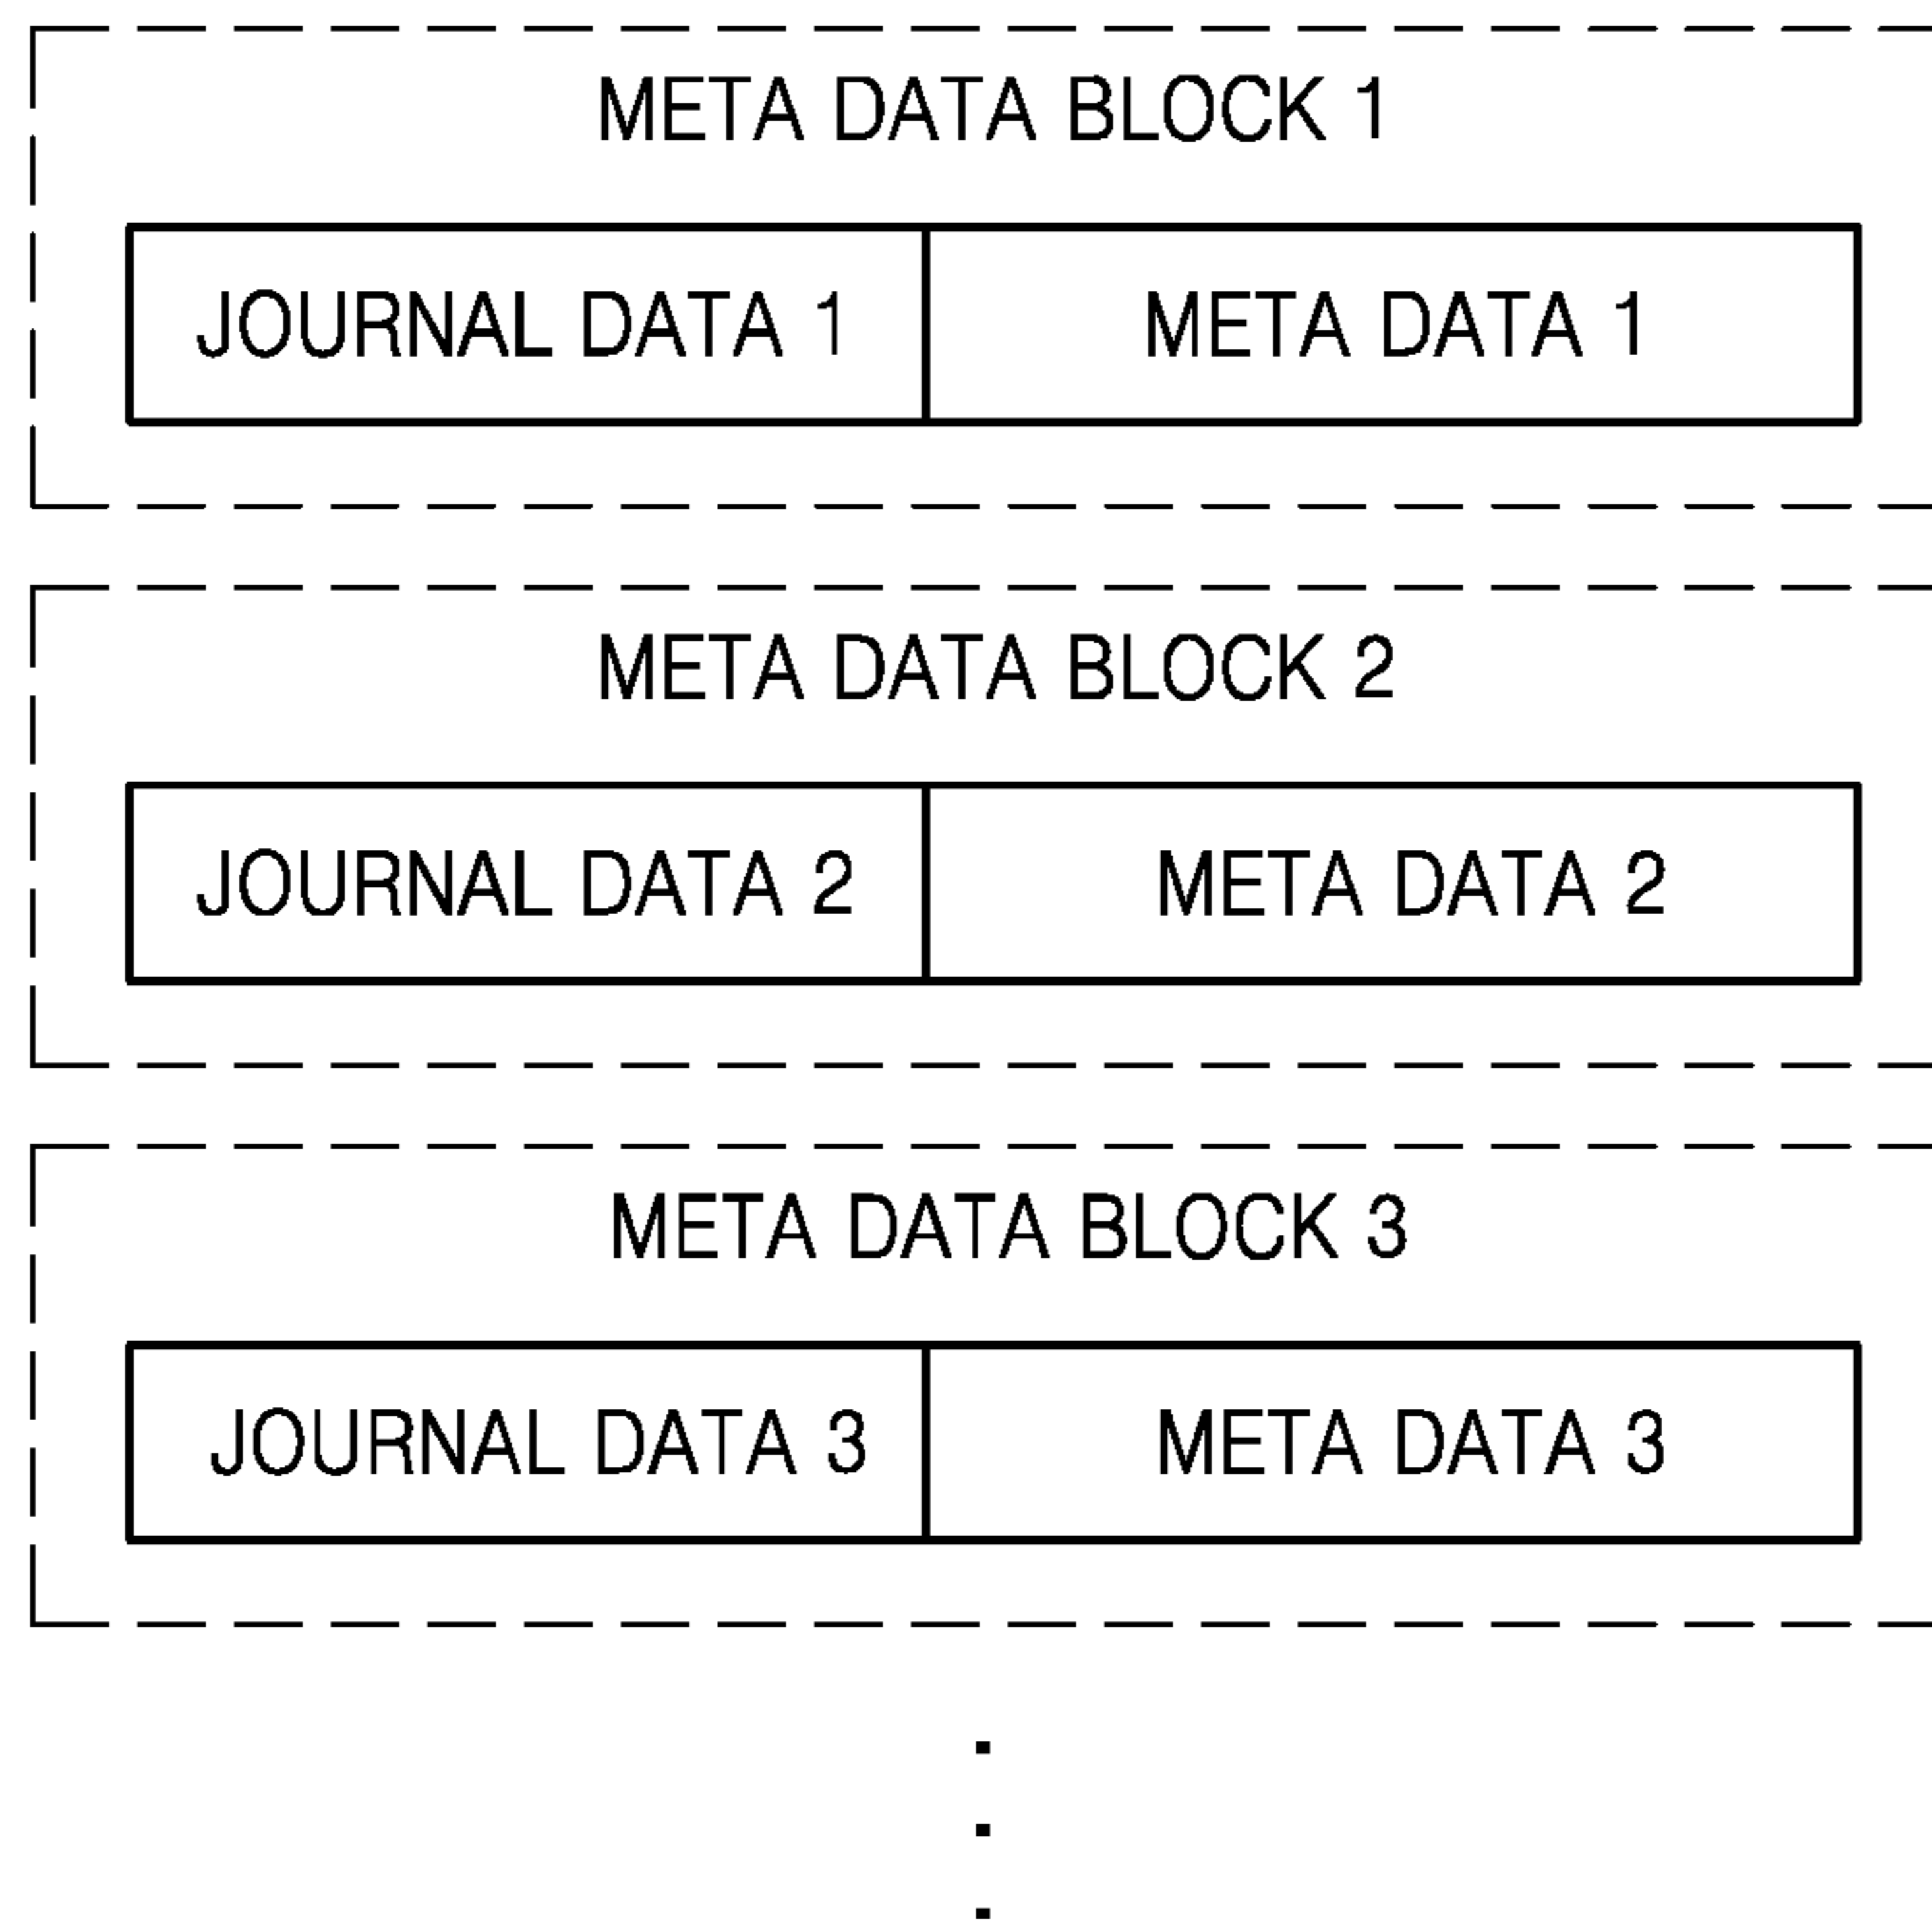 META DATA BLOCK 1
JOURNAL DATA 1 META DATA 1
META DATA BLOCK 2
JOURNAL DATA 2 META DATA 2
META DATA BLOCK 3
JOURNAL DATA 3 META DATA 3